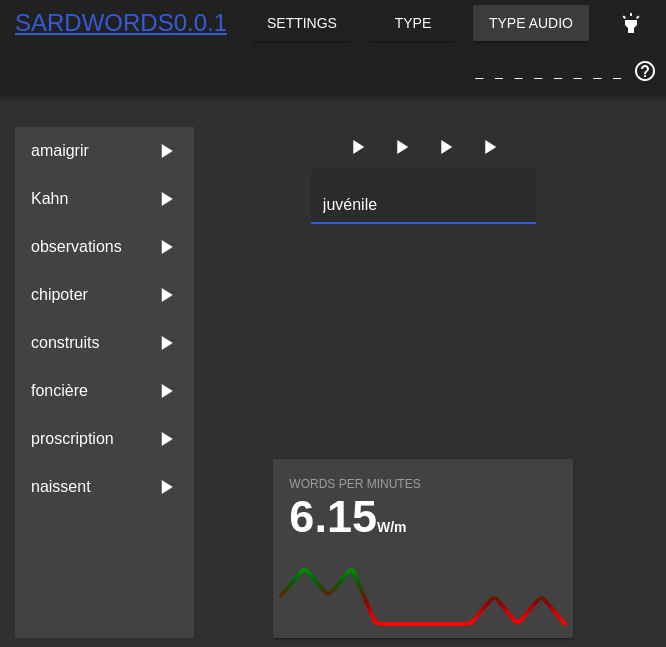 SARDWORDS0.0.1 SETTINGS TYPE TYPE AUDIO
_ _ _ _ _ _ _ _
amaigrir
Kahn
observations
chipoter
construits
foncière
proscription
naissent
juvénile
WORDS PER MINUTES
6.15W/m